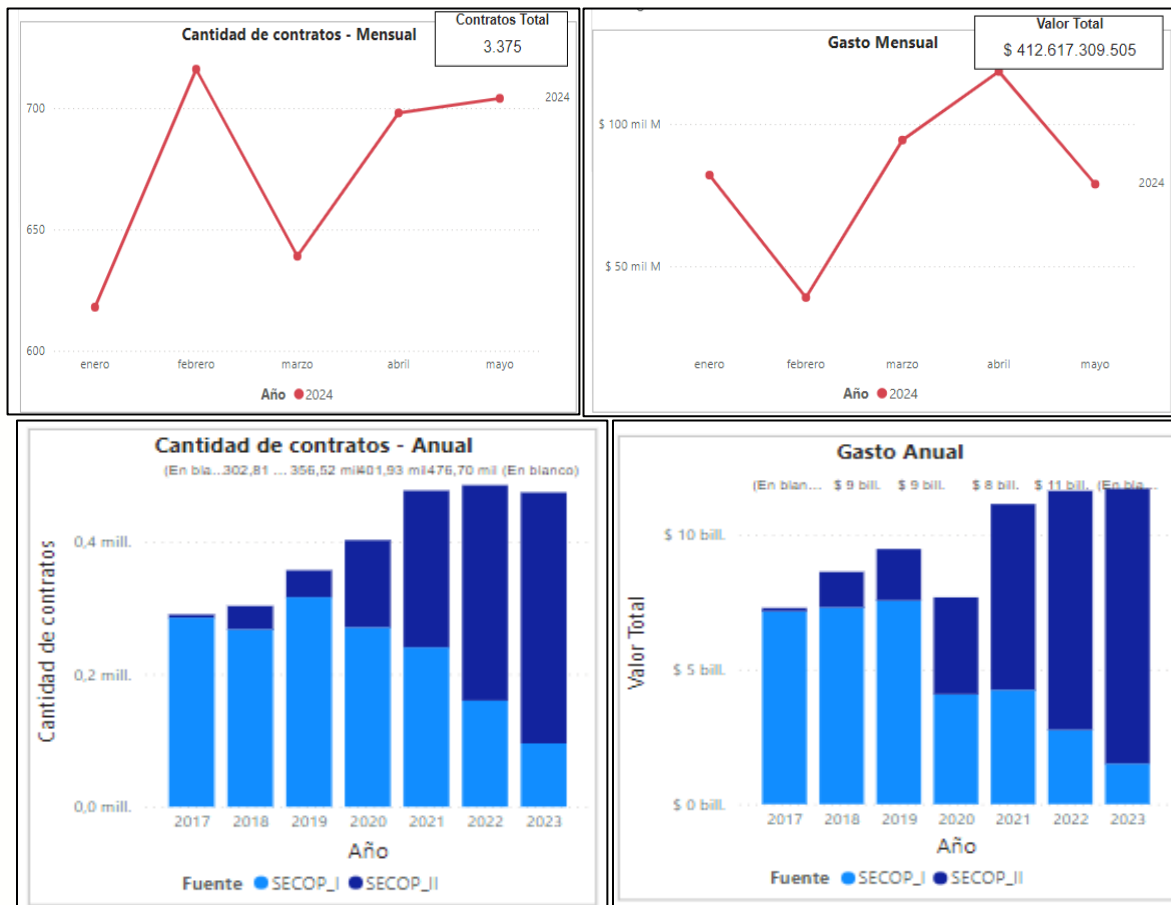 Cantidad de contratos - Mensual
Contratos Total
3.375
700
650
600
2024
enero febrero marzo abril mayo
Año 2024
Gasto Mensual
Valor Total
$ 412.617.309.505
$ 100 mil M
$ 50 mil M
2024
enero febrero marzo abril mayo
Año 2024
Cantidad de contratos - Anual
(En bla... 302,81 ... 356,52 mil 401,93 mil 476,70 mil (En blanco)
Cantidad de contratos
0,4 mill.
0,2 mill.
0,0 mill.
2017 2018 2019 2020 2021 2022 2023
Año
Fuente SECOP_I SECOP_II
Gasto Anual
(En blan... $ 9 bill. $ 9 bill. $ 8 bill. $ 11 bill. (En bla...
Valor Total
$ 10 bill.
$ 5 bill.
$ 0 bill.
2017 2018 2019 2020 2021 2022 2023
Año
Fuente SECOP_I SECOP_II